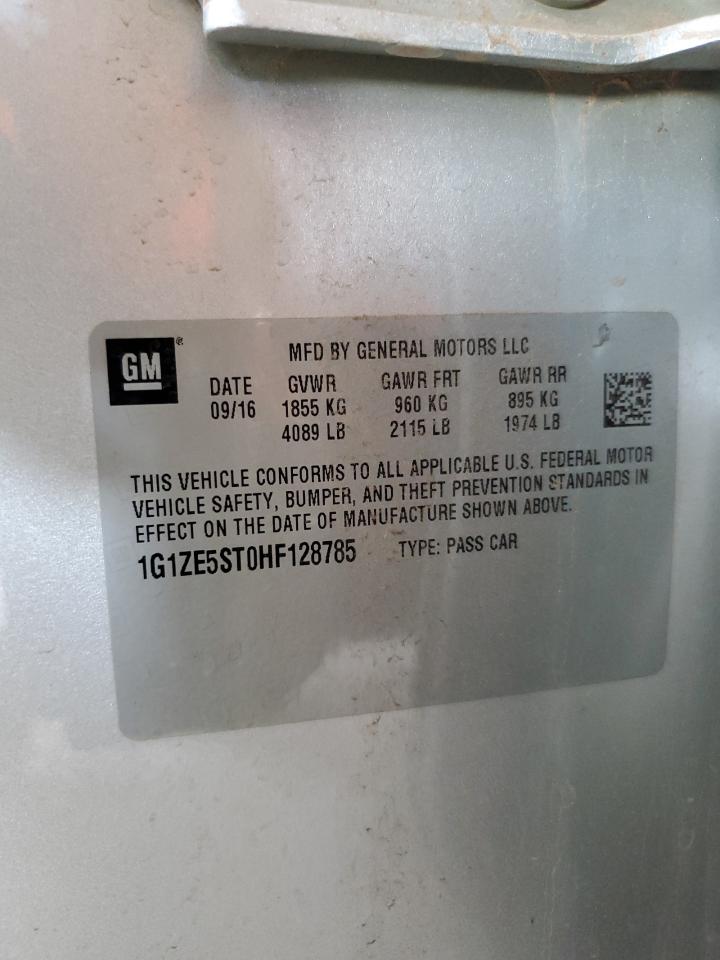 GM®
MFD BY GENERAL MOTORS LLC
DATE GVWR GAWR FRT GAWR RR
09/16 1855 KG 960 KG 895 KG
4089 LB 2115 LB 1974 LB
THIS VEHICLE CONFORMS TO ALL APPLICABLE U.S. FEDERAL MOTOR
VEHICLE SAFETY, BUMPER, AND THEFT PREVENTION STANDARDS IN
EFFECT ON THE DATE OF MANUFACTURE SHOWN ABOVE.
1G1ZE5ST0HF128785 TYPE: PASS CAR